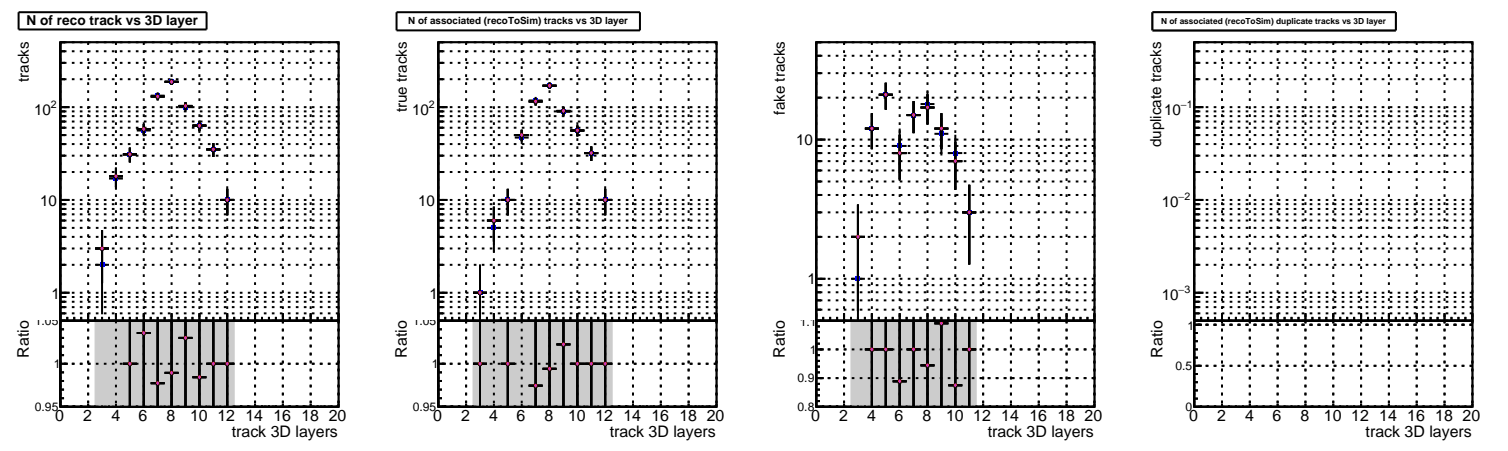 N of reco track vs 3D layer
tracks
10²
10
1
1.05
Ratio
1
0.95
0 2 4 6 8 10 12 14 16 18 20
track 3D layers
N of associated (recoToSim) tracks vs 3D layer
true tracks
10²
10
1
1.05
Ratio
1
0.95
0 2 4 6 8 10 12 14 16 18 20
track 3D layers
fake tracks
10
1
1.1
Ratio
1
0.9
0.8
0 2 4 6 8 10 12 14 16 18 20
track 3D layers
N of associated (recoToSim) duplicate tracks vs 3D layer
duplicate tracks
10⁻¹
10⁻²
10⁻³
Ratio
1
0.5
0
0 2 4 6 8 10 12 14 16 18 20
track 3D layers